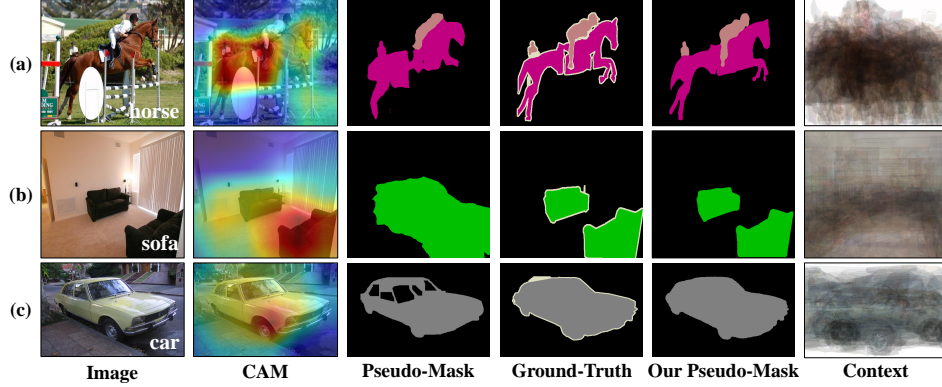 (a)
horse
(b)
sofa
(c)
car
Image CAM Pseudo-Mask Ground-Truth Our Pseudo-Mask Context